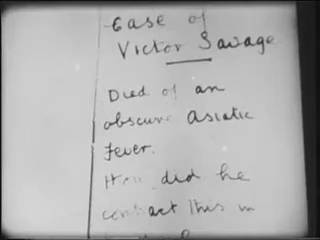 Case of
Victor Savage
Died of an
obscure Asiatic
Fever.
How did he
contract this in